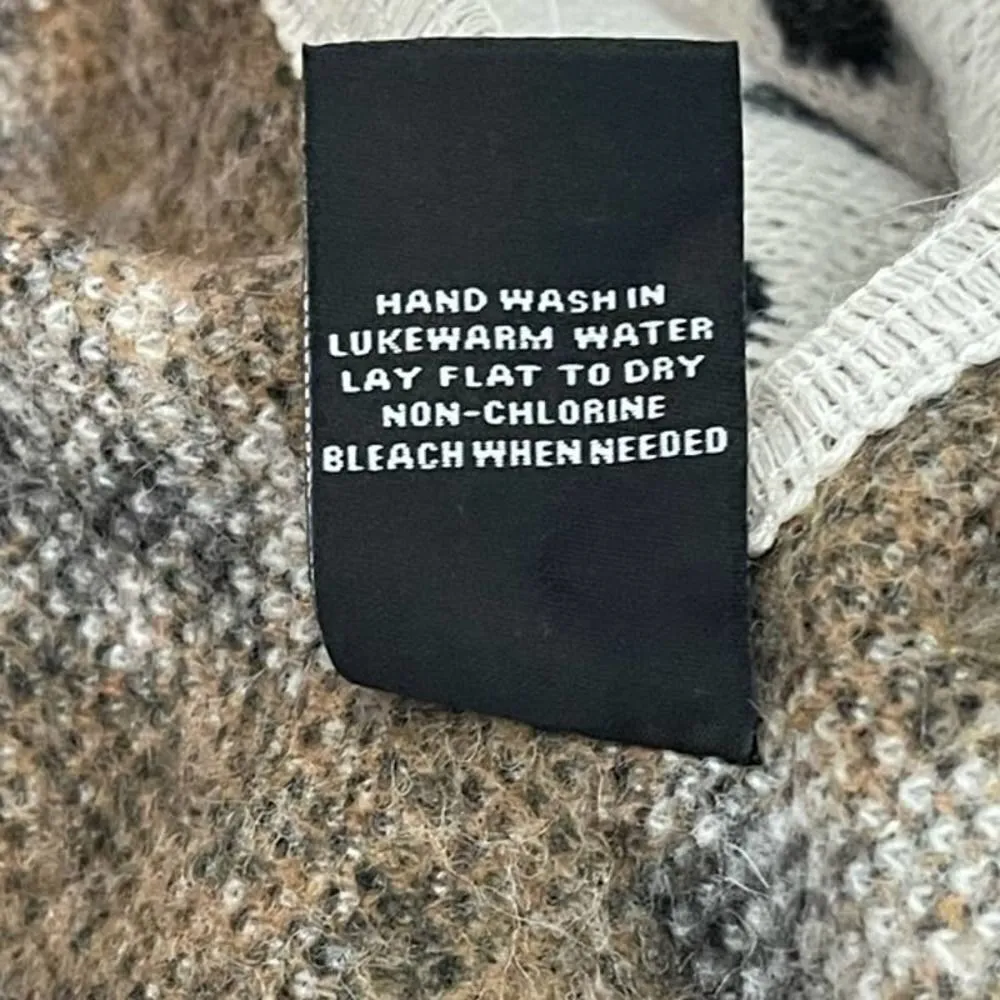 HAND WASH IN
LUKEWARM WATER
LAY FLAT TO DRY
NON-CHLORINE
BLEACH WHEN NEEDED